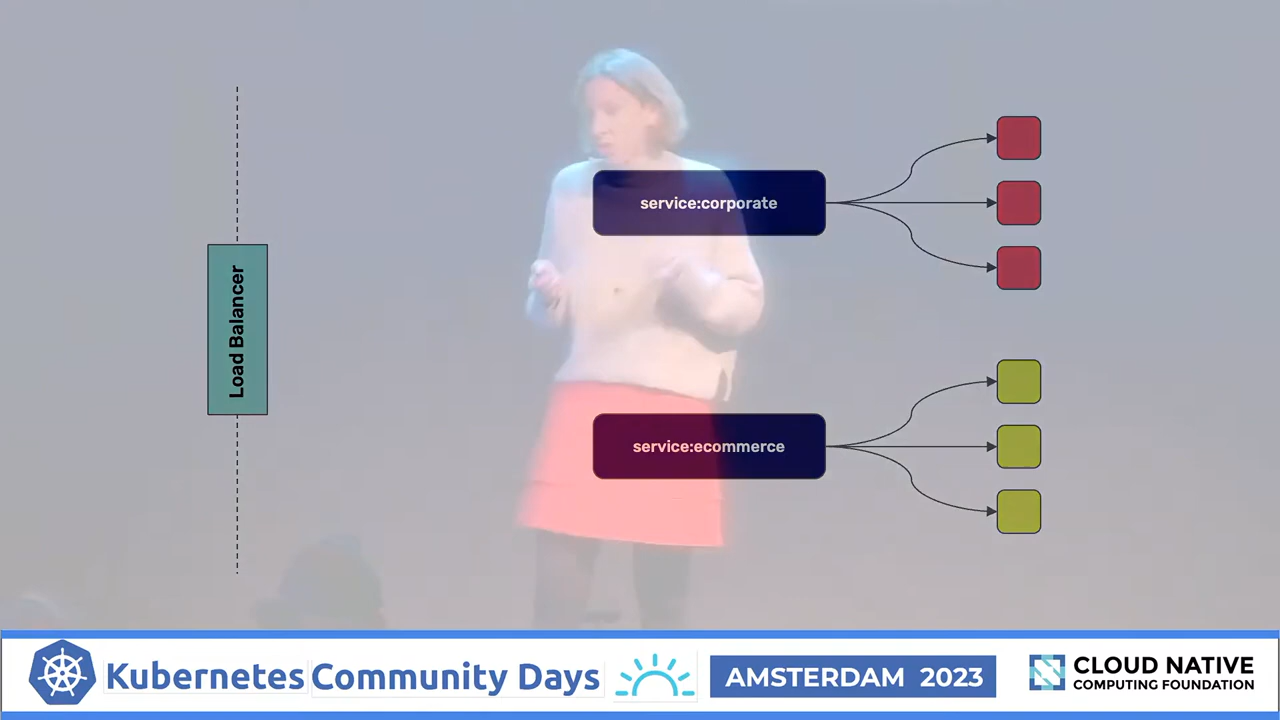 Load Balancer
service:corporate
service:ecommerce
Kubernetes Community Days
AMSTERDAM 2023
CLOUD NATIVE
COMPUTING FOUNDATION